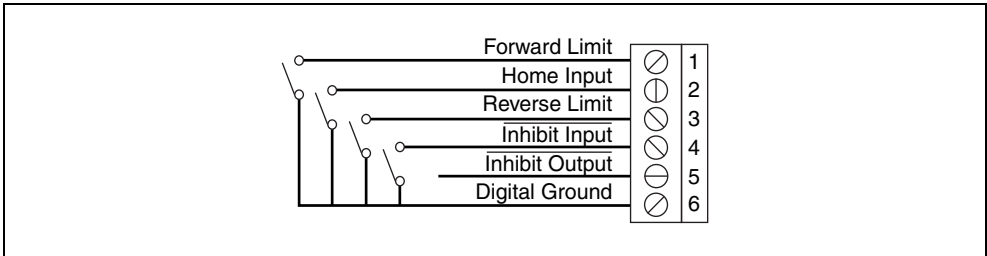 Forward Limit 1
Home Input 2
Reverse Limit 3
Inhibit Input 4
Inhibit Output 5
Digital Ground 6